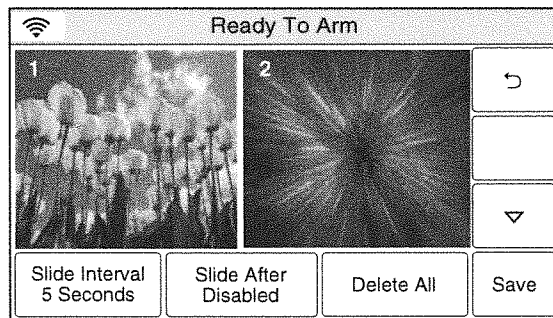 Ready To Arm
1
2
Slide Interval
5 Seconds
Slide After
Disabled
Delete All
Save